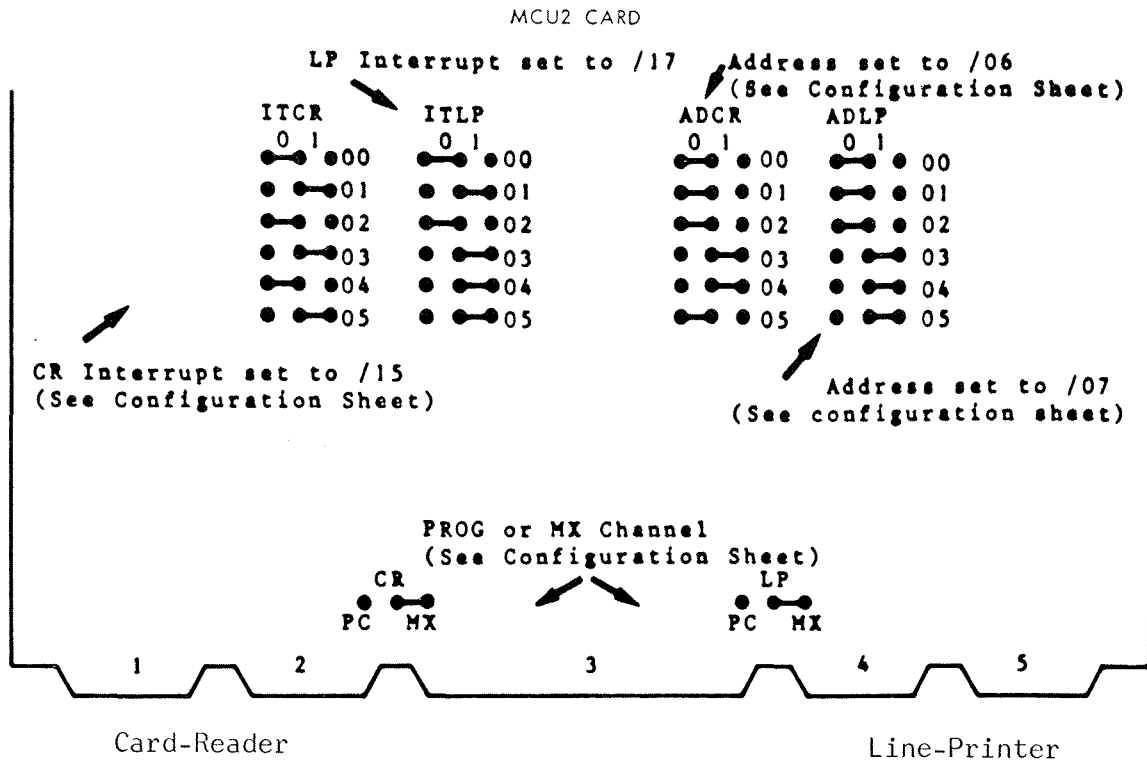 MCU2 CARD
LP Interrupt set to /17
Address set to /06
(See Configuration Sheet)
ITCR ITLP ADCR ADLP
0 1 0 1 0 1 0 1
00 00 00 00
01 01 01 01
02 02 02 02
03 03 03 03
04 04 04 04
05 05 05 05
CR Interrupt set to /15
(See Configuration Sheet)
Address set to /07
(See configuration sheet)
PROG or MX Channel
(See Configuration Sheet)
CR LP
PC MX PC MX
1 2 3 4 5
Card-Reader Line-Printer